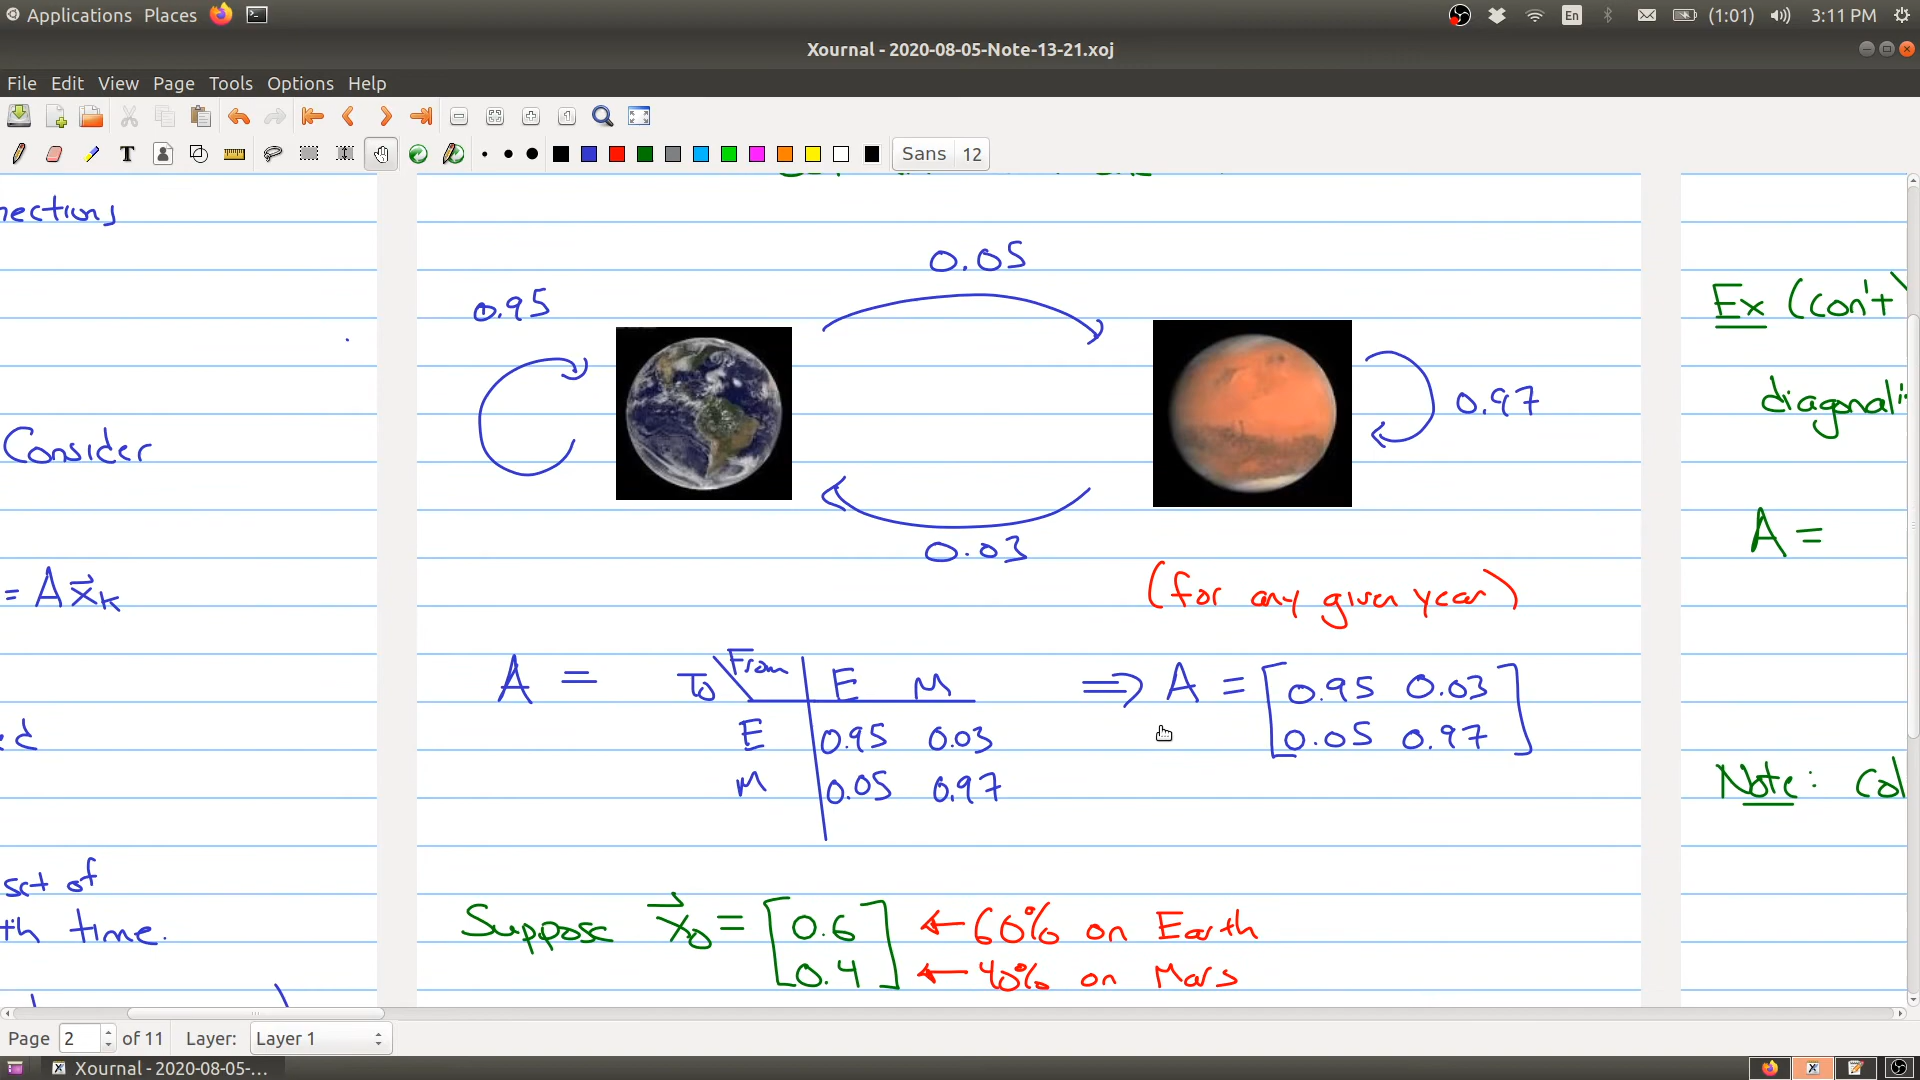 Applications Places En (1:01) 3:11 PM
Xournal - 2020-08-05-Note-13-21.xoj
File Edit View Page Tools Options Help
T Sans 12
nections
Consider
= Ax⃗k
set of
th time.
0.05
0.95
0.97
0.03
(for any given year)
A = To From E M
E 0.95 0.03
M 0.05 0.97
⟹ A = [0.95 0.03
0.05 0.97]
Suppose x⃗0 = [0.6 ← 60% on Earth
0.4] ← 40% on Mars
Ex (con't)
diagonali
A =
Note: Col
Page 2 of 11 Layer: Layer 1
Xournal - 2020-08-05-...